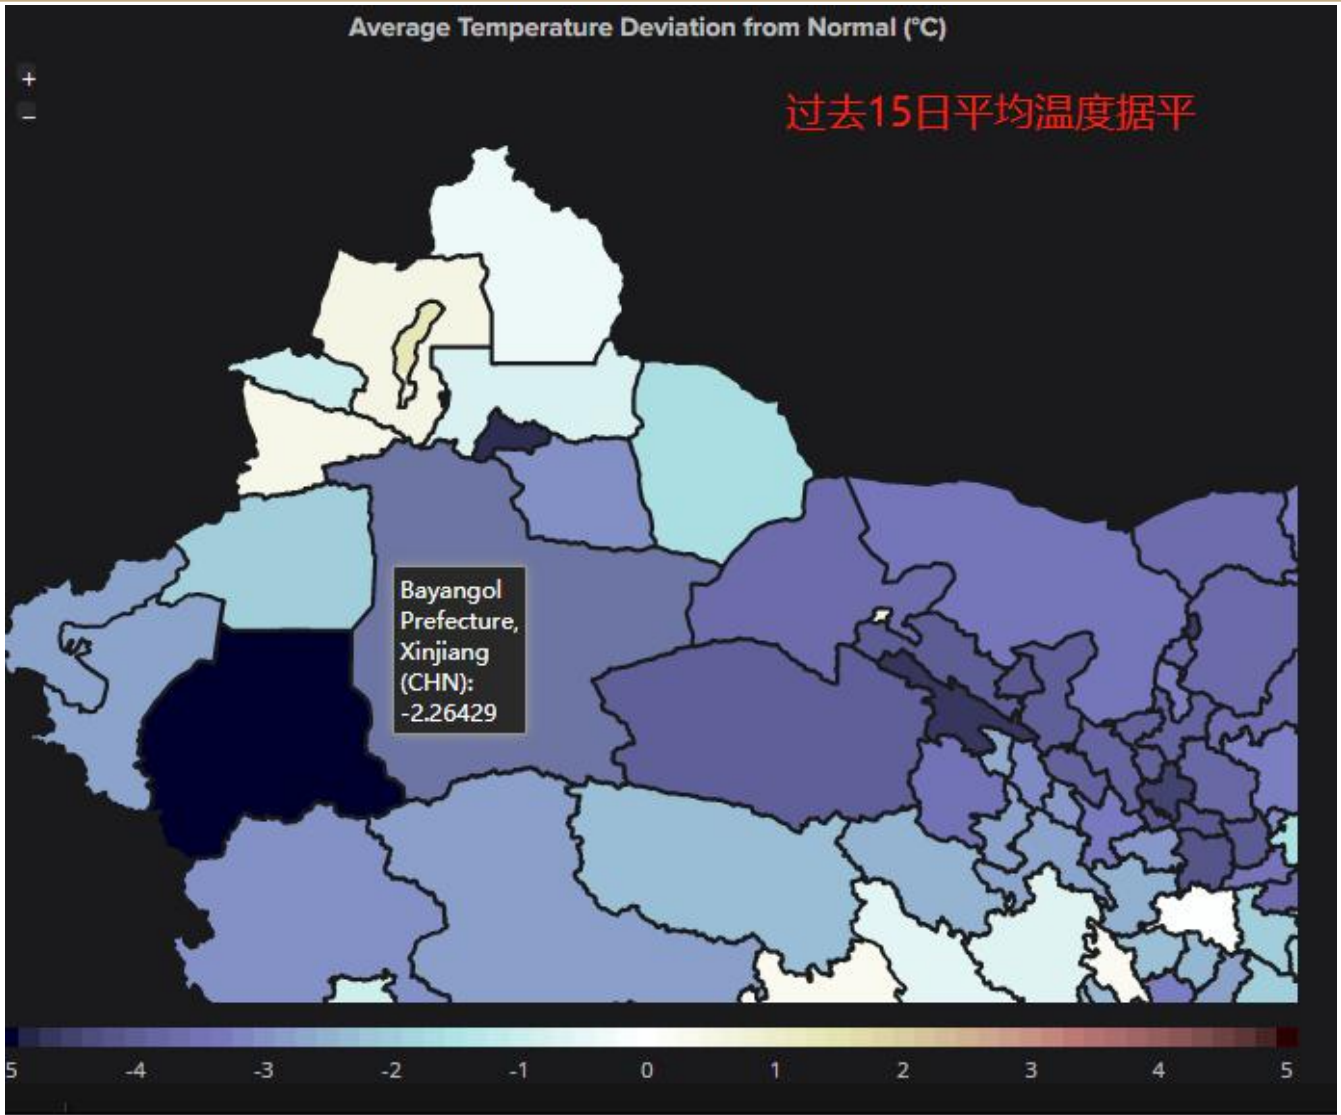 Average Temperature Deviation from Normal (°C)
+
过去15日平均温度据平
−
Bayangol
Prefecture,
Xinjiang
(CHN):
-2.26429
5 -4 -3 -2 -1 0 1 2 3 4 5